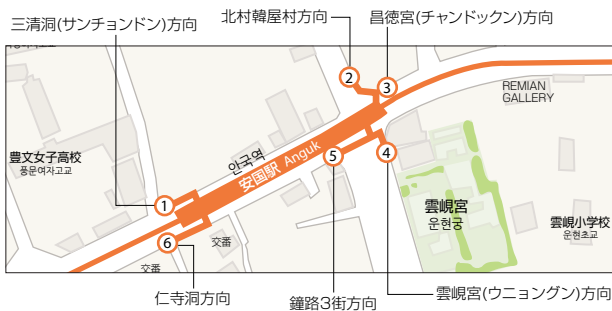 三清洞(サンチョンドン)方向
北村韓屋村方向
昌徳宮(チャンドックン)方向
2
3
REMIAN
GALLERY
豊文女子高校
풍문여자고교
안국역
安国駅 Anguk
5
4
1
6
交番
交番
雲峴宮
운현궁
雲峴小学校
운현초교
仁寺洞方向
鐘路3街方向
雲峴宮(ウニョングン)方向